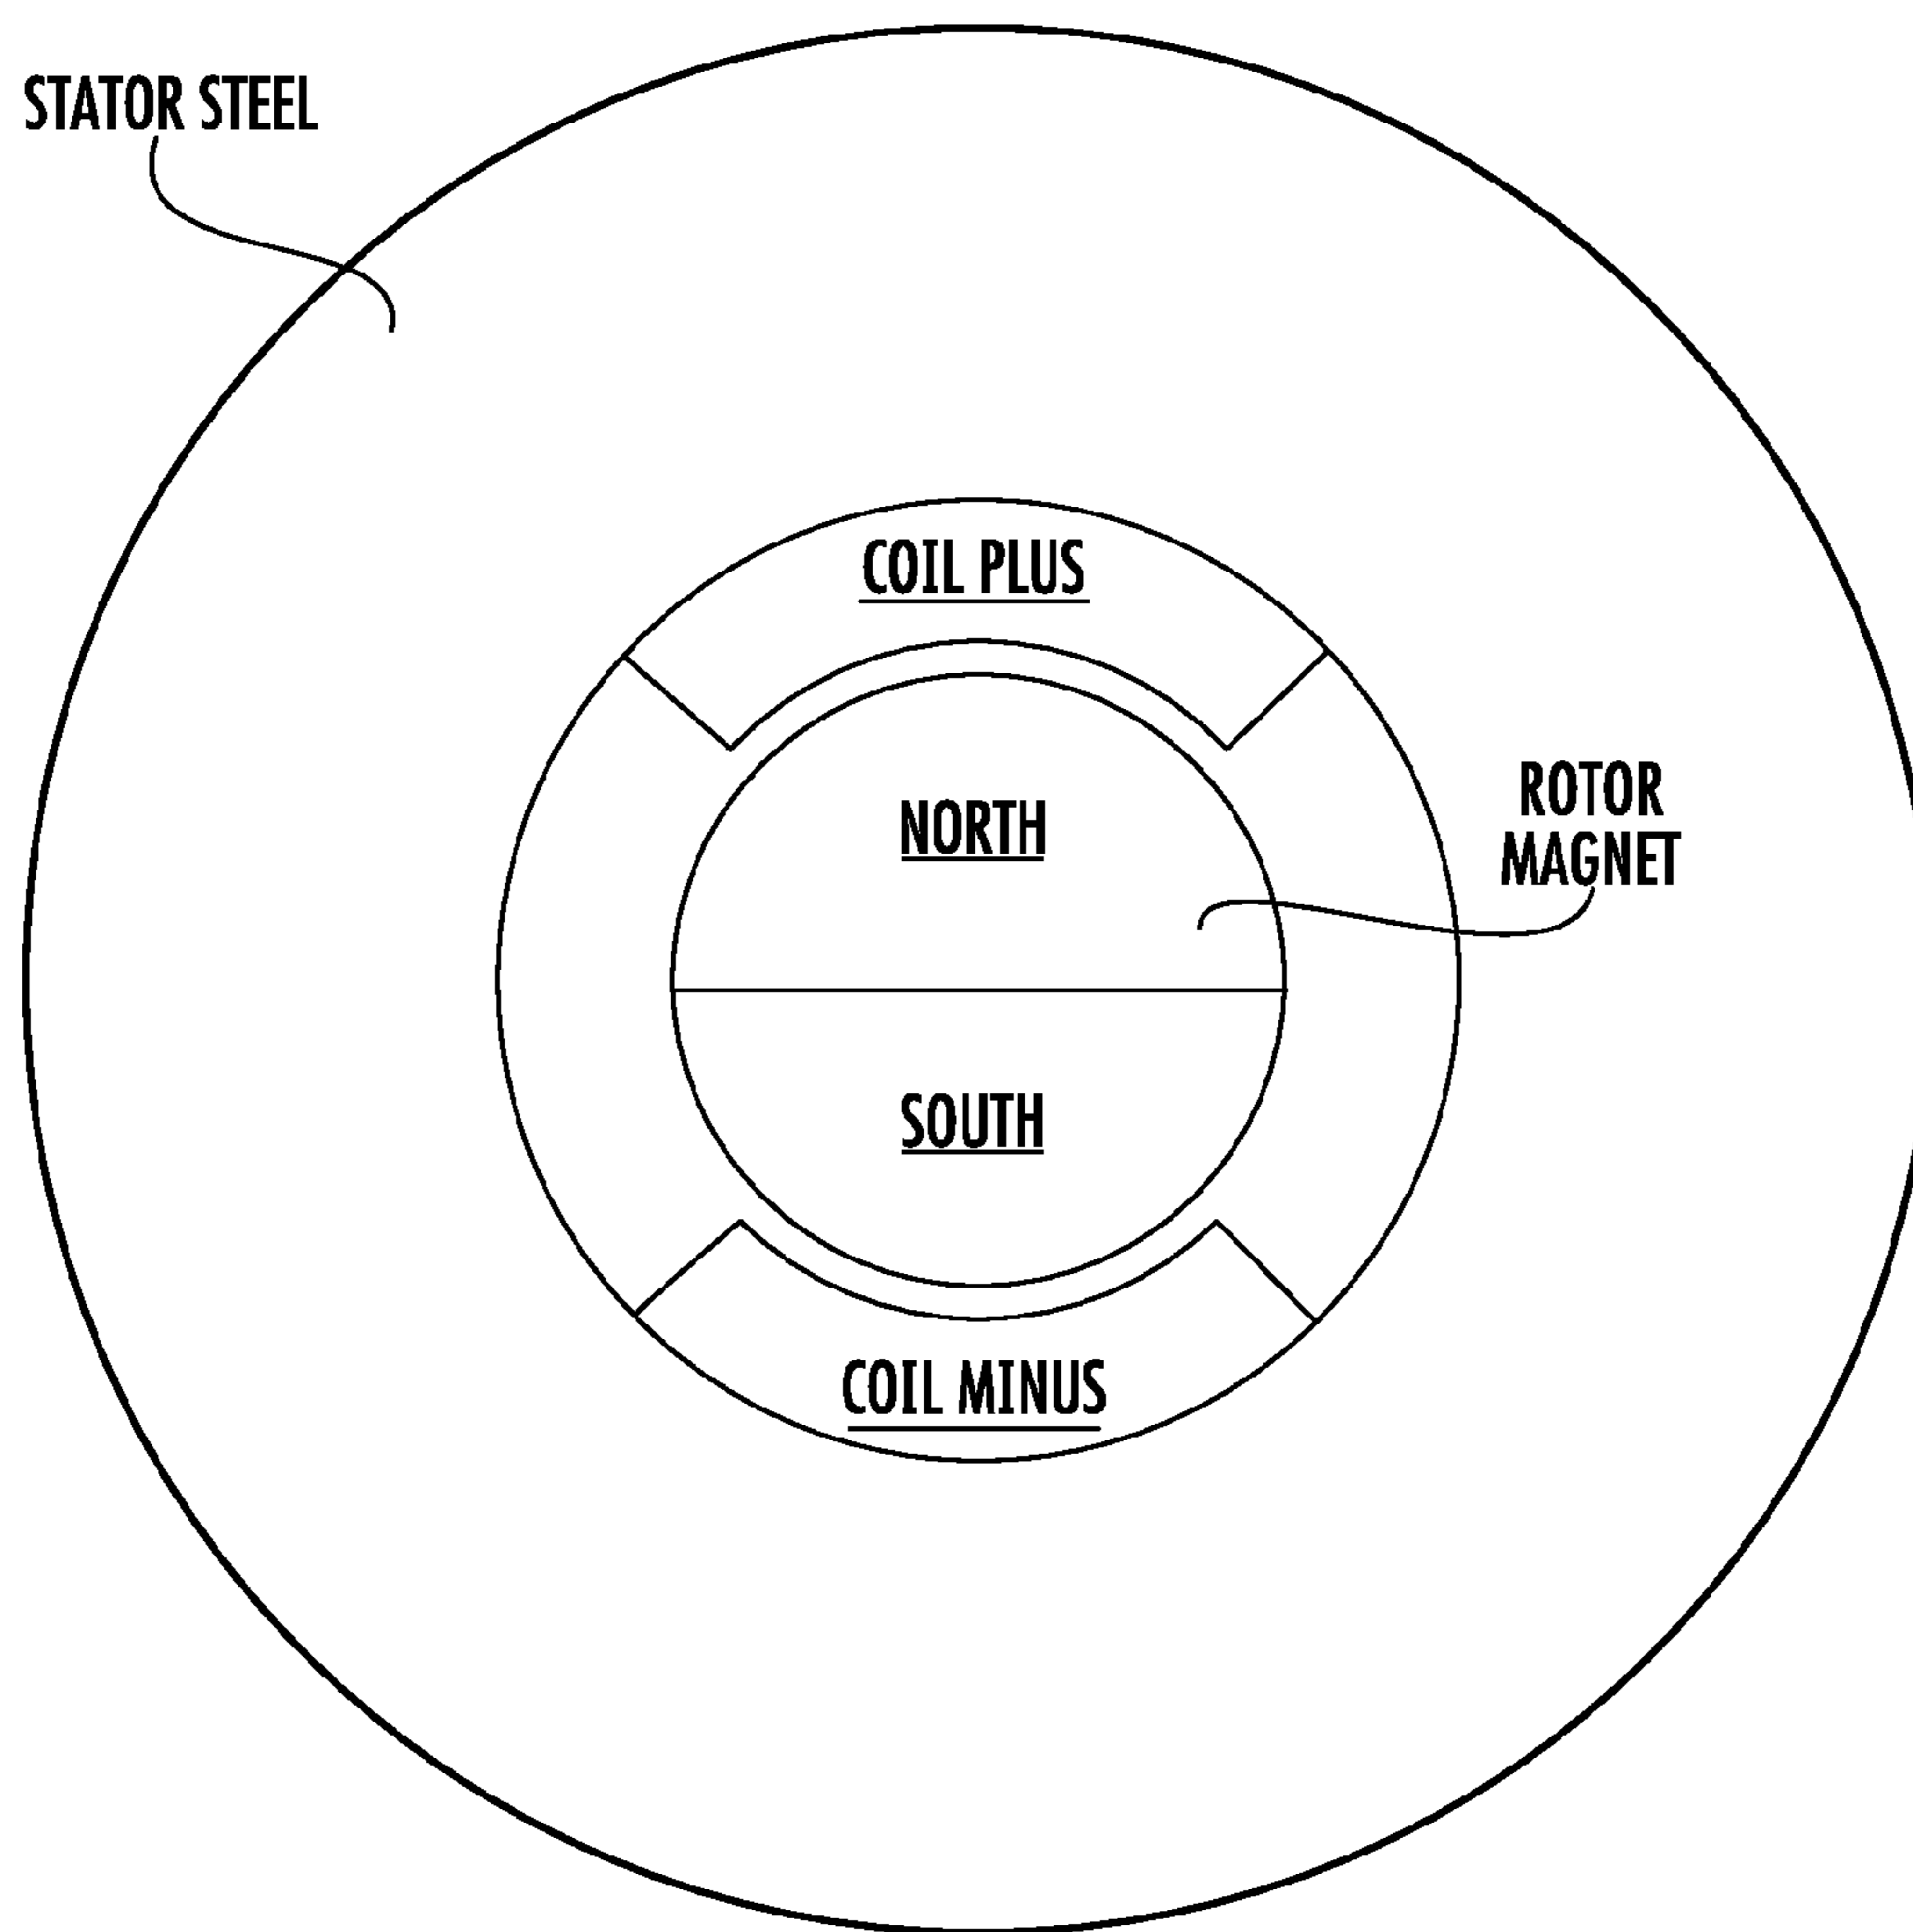 STATOR STEEL
COIL PLUS
NORTH
ROTOR
MAGNET
SOUTH
COIL MINUS